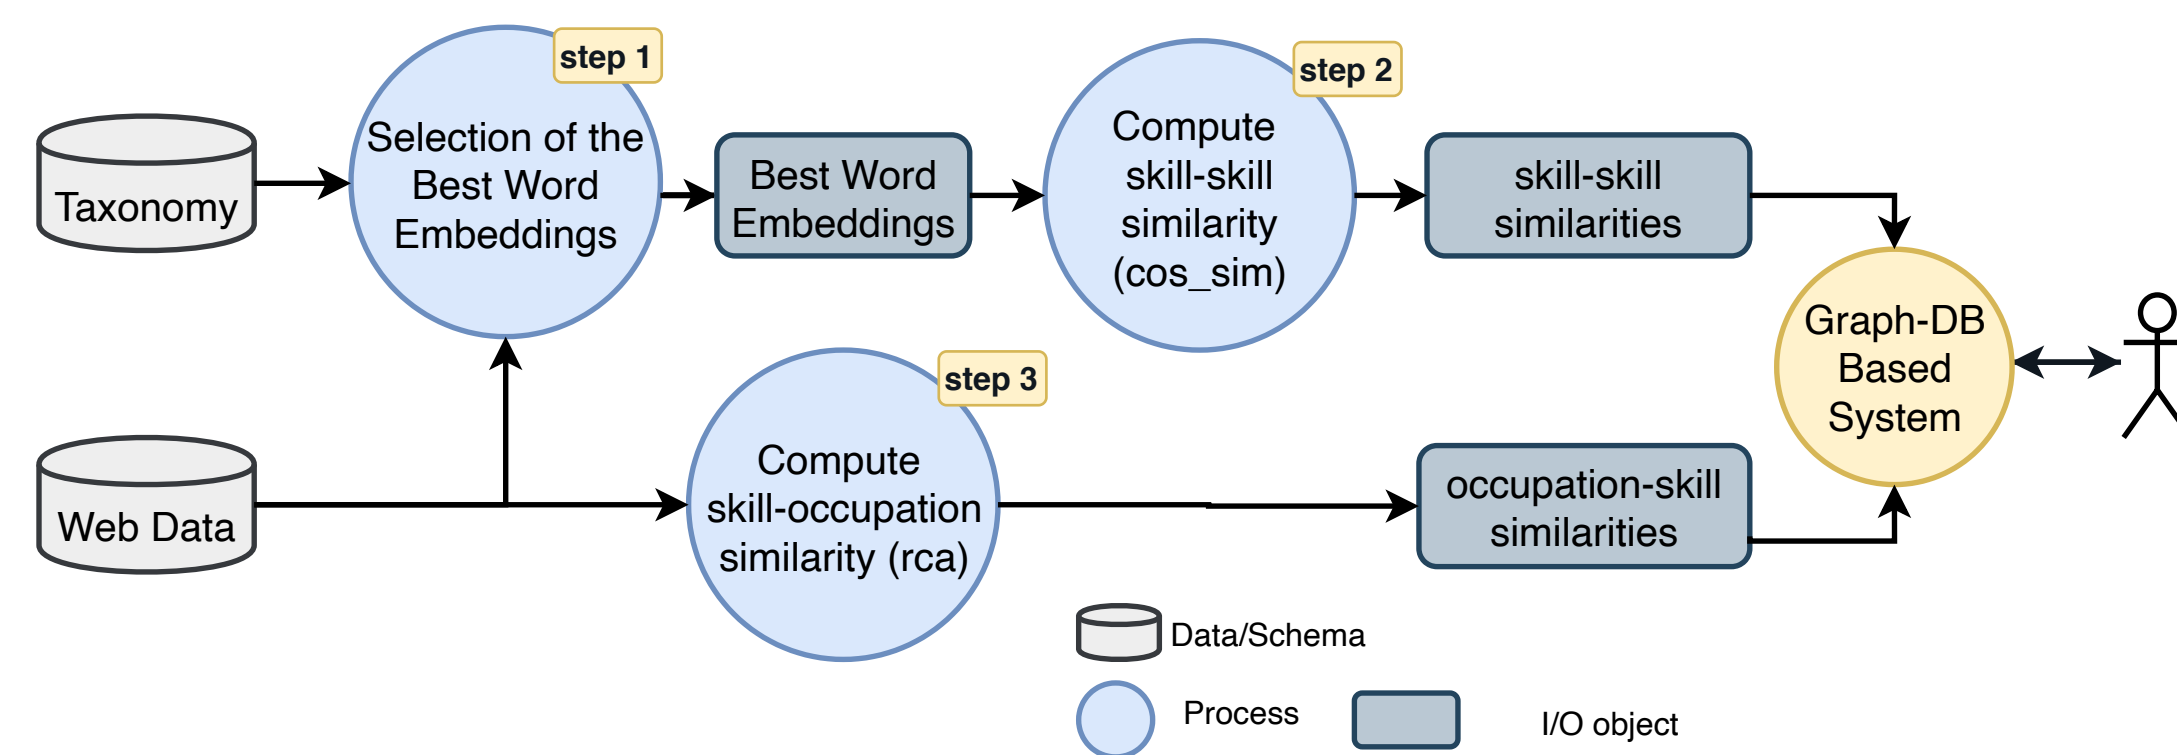 step 1
Selection of the
Best Word
Embeddings
Taxonomy
Best Word
Embeddings
step 2
Compute
skill-skill
similarity
(cos_sim)
skill-skill
similarities
Graph-DB
Based
System
Web Data
step 3
Compute
skill-occupation
similarity (rca)
occupation-skill
similarities
Data/Schema
Process
I/O object